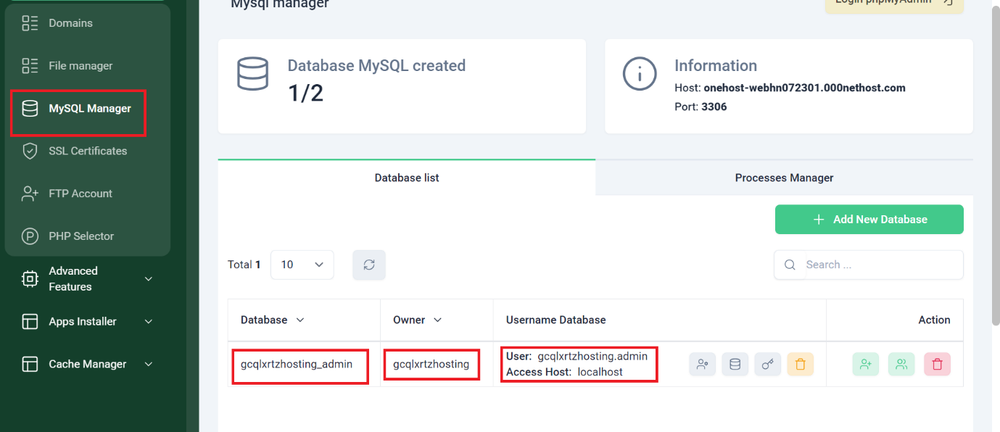 Domains
File manager
MySQL Manager
SSL Certificates
FTP Account
PHP Selector
Advanced
Features
Apps Installer
Cache Manager
Mysql manager
Login phpMyAdmin
Database MySQL created
1/2
Information
Host: onehost-webhn072301.000nethost.com
Port: 3306
Database list
Processes Manager
Add New Database
Total 1
10
Search ...
Database
Owner
Username Database
Action
gcqlxrtzhosting_admin
gcqlxrtzhosting
User: gcqlxrtzhosting.admin
Access Host: localhost